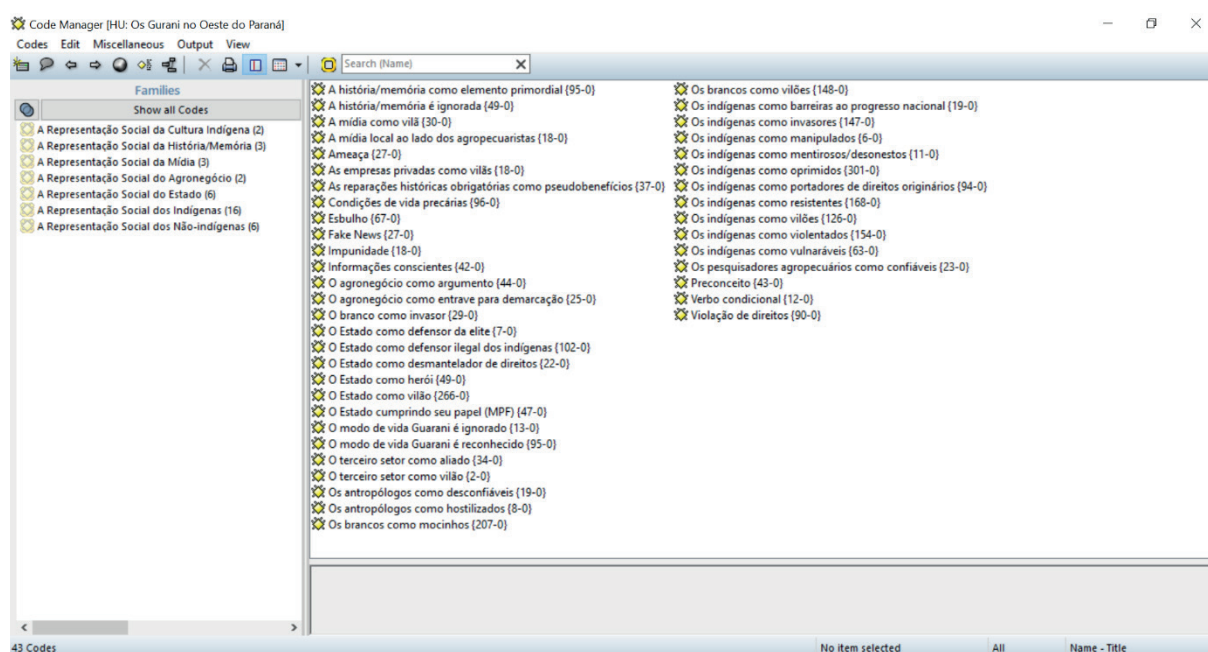 Code Manager [HU: Os Gurani no Oeste do Paraná]
Codes Edit Miscellaneous Output View
Search (Name)
Families
Show all Codes
A Representação Social da Cultura Indígena (2)
A Representação Social da História/Memória (3)
A Representação Social da Mídia (3)
A Representação Social do Agronegócio (2)
A Representação Social do Estado (6)
A Representação Social dos Indígenas (16)
A Representação Social dos Não-indígenas (6)
A história/memória como elemento primordial {95-0}
A história/memória é ignorada {49-0}
A mídia como vilã {30-0}
A mídia local ao lado dos agropecuaristas {18-0}
Ameaça {27-0}
As empresas privadas como vilãs {18-0}
As reparações históricas obrigatórias como pseudobenefícios {37-0}
Condições de vida precárias {96-0}
Esbulho {67-0}
Fake News {27-0}
Impunidade {18-0}
Informações conscientes {42-0}
O agronegócio como argumento {44-0}
O agronegócio como entrave para demarcação {25-0}
O branco como invasor {29-0}
O Estado como defensor da elite {7-0}
O Estado como defensor ilegal dos indígenas {102-0}
O Estado como desmantelador de direitos {22-0}
O Estado como herói {49-0}
O Estado como vilão {266-0}
O Estado cumprindo seu papel (MPF) {47-0}
O modo de vida Guarani é ignorado {13-0}
O modo de vida Guarani é reconhecido {95-0}
O terceiro setor como aliado {34-0}
O terceiro setor como vilão {2-0}
Os antropólogos como desconfiáveis {19-0}
Os antropólogos como hostilizados {8-0}
Os brancos como mocinhos {207-0}
Os brancos como vilões {148-0}
Os indígenas como barreiras ao progresso nacional {19-0}
Os indígenas como invasores {147-0}
Os indígenas como manipulados {6-0}
Os indígenas como mentirosos/desonestos {11-0}
Os indígenas como oprimidos {301-0}
Os indígenas como portadores de direitos originários {94-0}
Os indígenas como resistentes {168-0}
Os indígenas como vilões {126-0}
Os indígenas como violentados {154-0}
Os indígenas como vulnaráveis {63-0}
Os pesquisadores agropecuários como confiáveis {23-0}
Preconceito {43-0}
Verbo condicional {12-0}
Violação de direitos {90-0}
43 Codes
No item selected
All
Name - Title